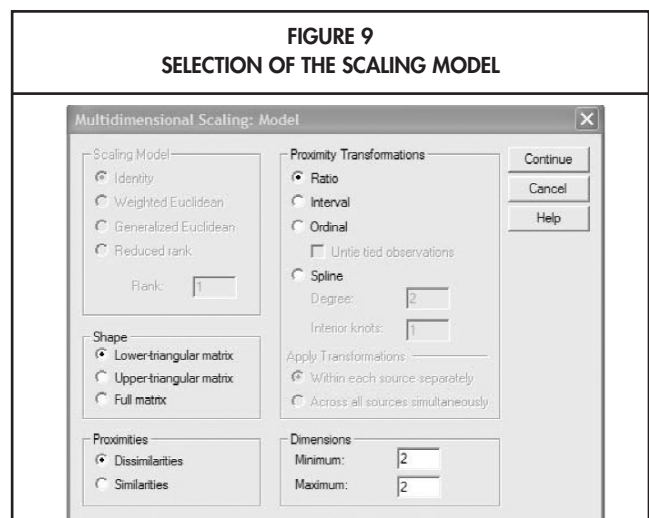 FIGURE 9
SELECTION OF THE SCALING MODEL
Multidimensional Scaling: Model
Scaling Model
Identity
Weighted Euclidean
Generalized Euclidean
Reduced rank
Rank: 1
Shape
Lower-triangular matrix
Upper-triangular matrix
Full matrix
Proximities
Dissimilarities
Similarities
Proximity Transformations
Ratio
Interval
Ordinal
Untie tied observations
Spline
Degree: 2
Interior knots: 1
Apply Transformations
Within each source separately
Across all sources simultaneously
Dimensions
Minimum: 2
Maximum: 2
Continue
Cancel
Help